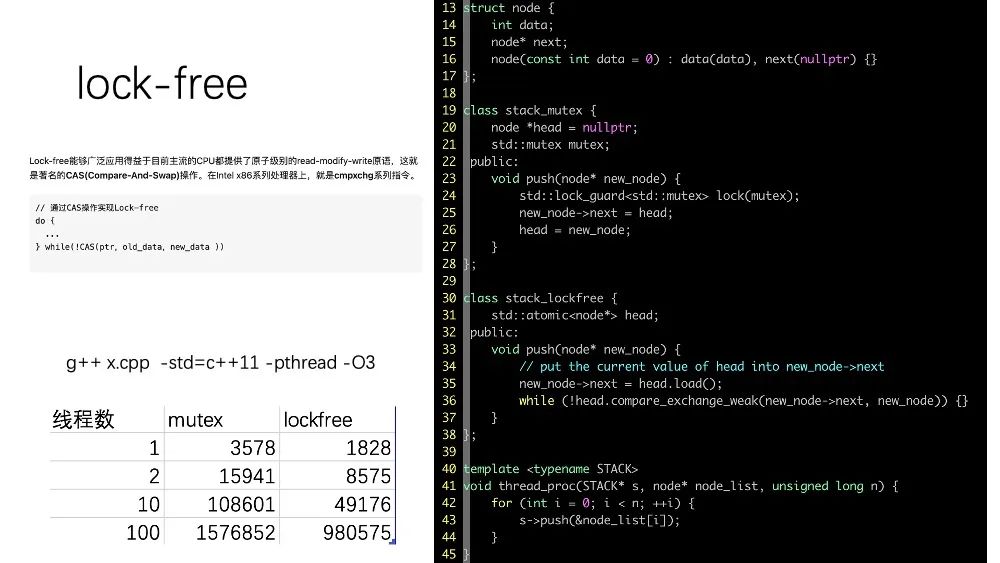 lock-free
Lock-free能够广泛应用得益于目前主流的CPU都提供了原子级别的read-modify-write原语，这就
是著名的CAS(Compare-And-Swap)操作。在Intel x86系列处理器上，就是cmpxchg系列指令。
// 通过CAS操作实现Lock-free
do {
  ...
} while(!CAS(ptr, old_data, new_data ))
g++ x.cpp -std=c++11 -pthread -O3
线程数 mutex lockfree
1 3578 1828
2 15941 8575
10 108601 49176
100 1576852 980575
13 struct node {
14     int data;
15     node* next;
16     node(const int data = 0) : data(data), next(nullptr) {}
17 };
18
19 class stack_mutex {
20     node *head = nullptr;
21     std::mutex mutex;
22  public:
23     void push(node* new_node) {
24         std::lock_guard<std::mutex> lock(mutex);
25         new_node->next = head;
26         head = new_node;
27     }
28 };
29
30 class stack_lockfree {
31     std::atomic<node*> head;
32  public:
33     void push(node* new_node) {
34         // put the current value of head into new_node->next
35         new_node->next = head.load();
36         while (!head.compare_exchange_weak(new_node->next, new_node)) {}
37     }
38 };
39
40 template <typename STACK>
41 void thread_proc(STACK* s, node* node_list, unsigned long n) {
42     for (int i = 0; i < n; ++i) {
43         s->push(&node_list[i]);
44     }
45 }